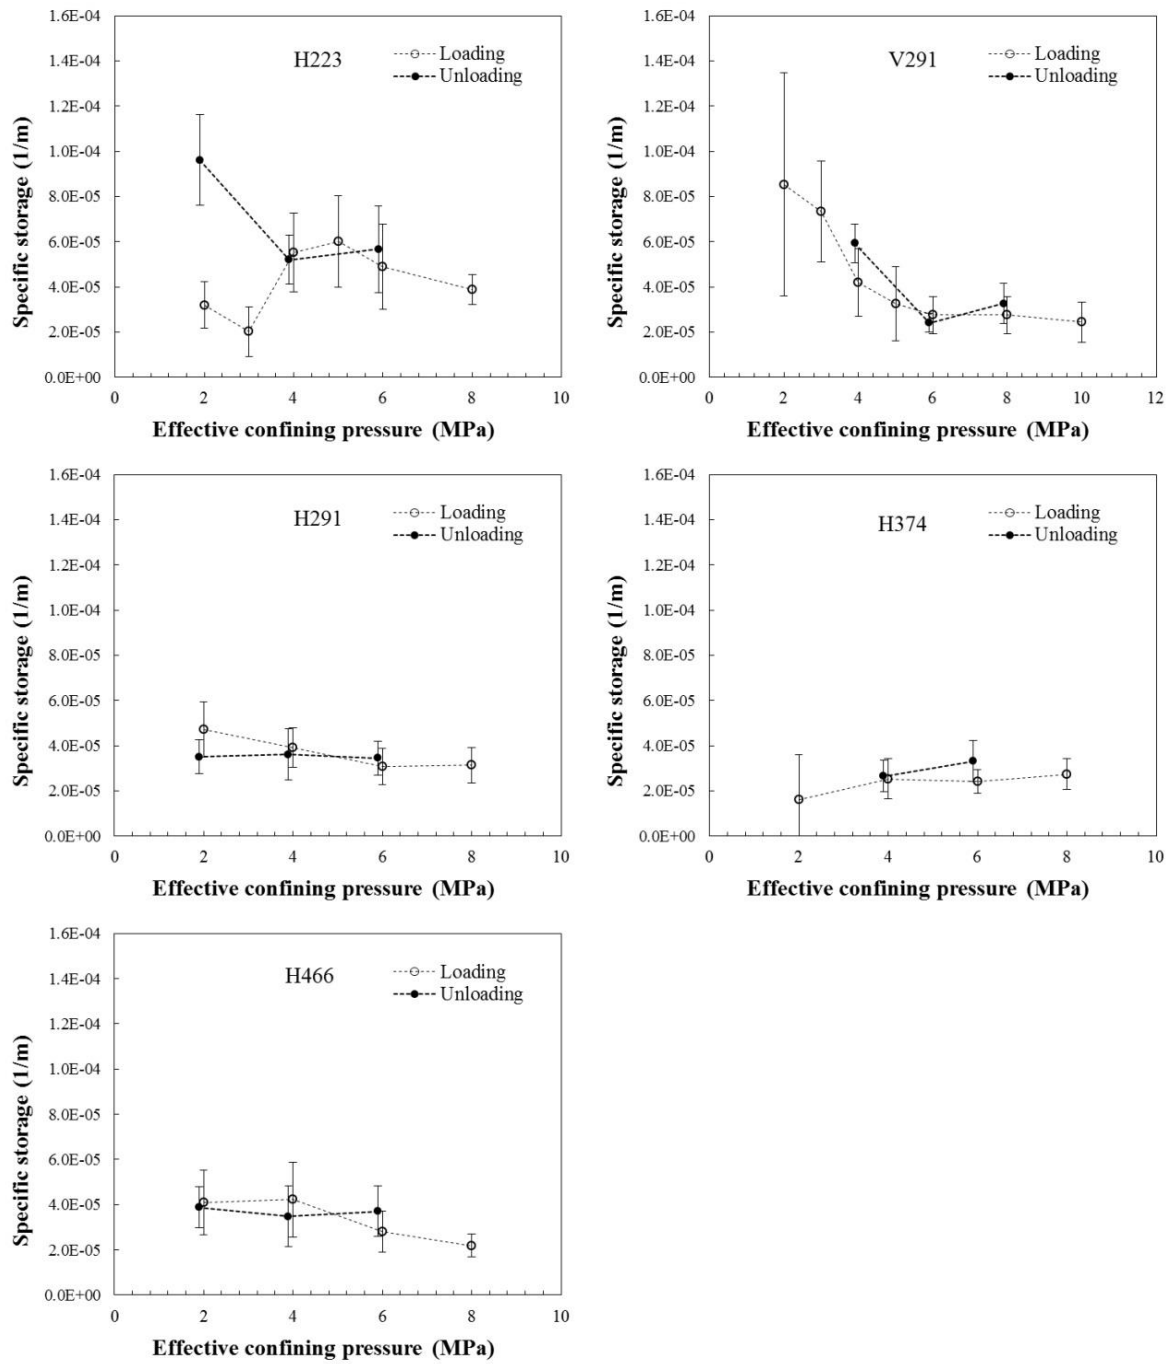 H223
Loading
Unloading
Specific storage (1/m)
1.6E-04
1.4E-04
1.2E-04
1.0E-04
8.0E-05
6.0E-05
4.0E-05
2.0E-05
0.0E+00
0 2 4 6 8 10
Effective confining pressure (MPa)
V291
Loading
Unloading
Specific storage (1/m)
1.6E-04
1.4E-04
1.2E-04
1.0E-04
8.0E-05
6.0E-05
4.0E-05
2.0E-05
0.0E+00
0 2 4 6 8 10 12
Effective confining pressure (MPa)
H291
Loading
Unloading
Specific storage (1/m)
1.6E-04
1.4E-04
1.2E-04
1.0E-04
8.0E-05
6.0E-05
4.0E-05
2.0E-05
0.0E+00
0 2 4 6 8 10
Effective confining pressure (MPa)
H374
Loading
Unloading
Specific storage (1/m)
1.6E-04
1.4E-04
1.2E-04
1.0E-04
8.0E-05
6.0E-05
4.0E-05
2.0E-05
0.0E+00
0 2 4 6 8 10
Effective confining pressure (MPa)
H466
Loading
Unloading
Specific storage (1/m)
1.6E-04
1.4E-04
1.2E-04
1.0E-04
8.0E-05
6.0E-05
4.0E-05
2.0E-05
0.0E+00
0 2 4 6 8 10
Effective confining pressure (MPa)